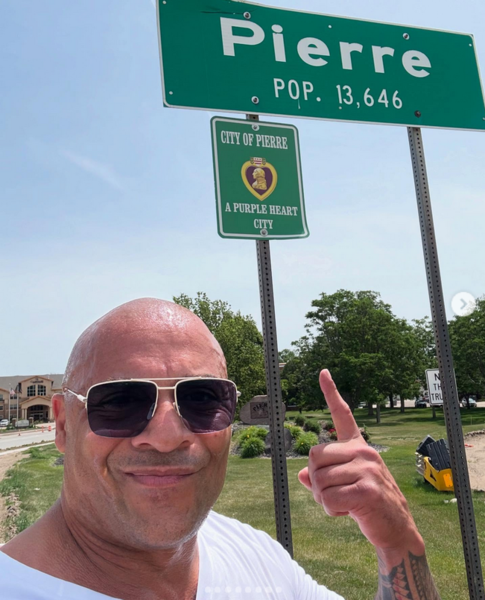 Pierre
POP. 13,646
CITY OF PIERRE
A PURPLE HEART
CITY